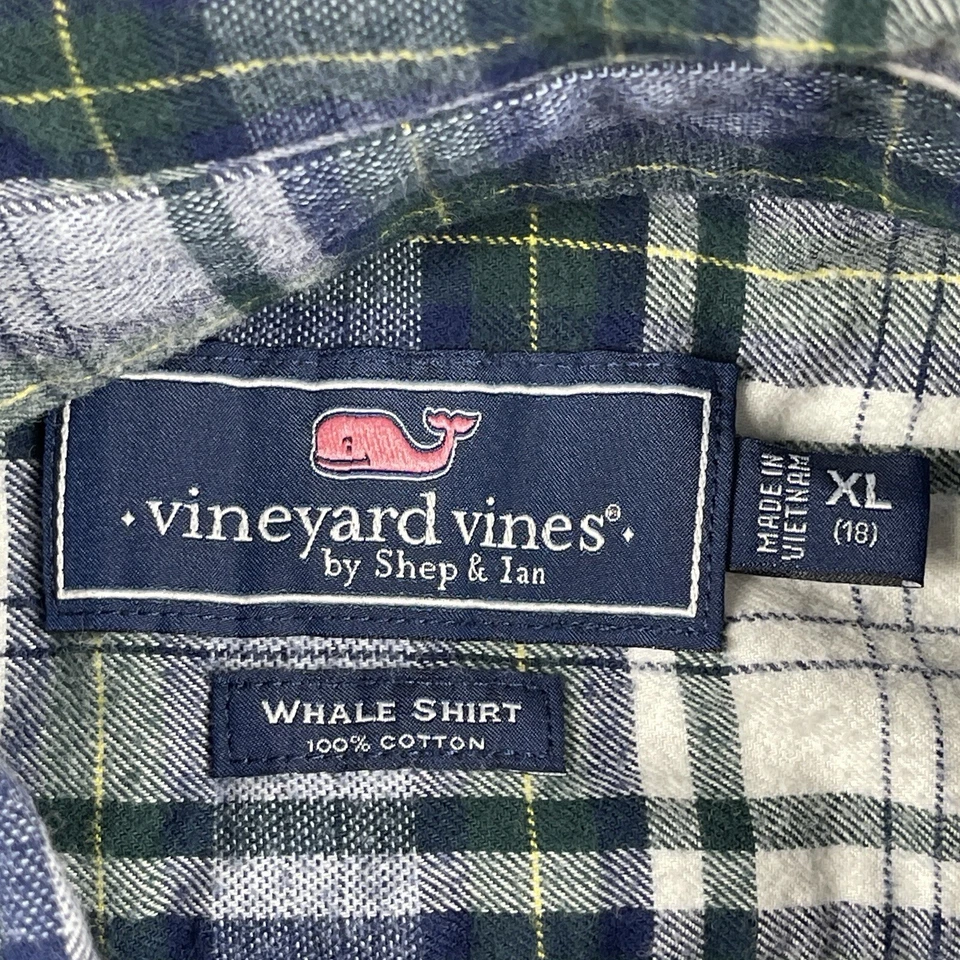 vineyard vines®
by Shep & Ian
MADE IN
VIETNAM
XL
(18)
WHALE SHIRT
100% COTTON